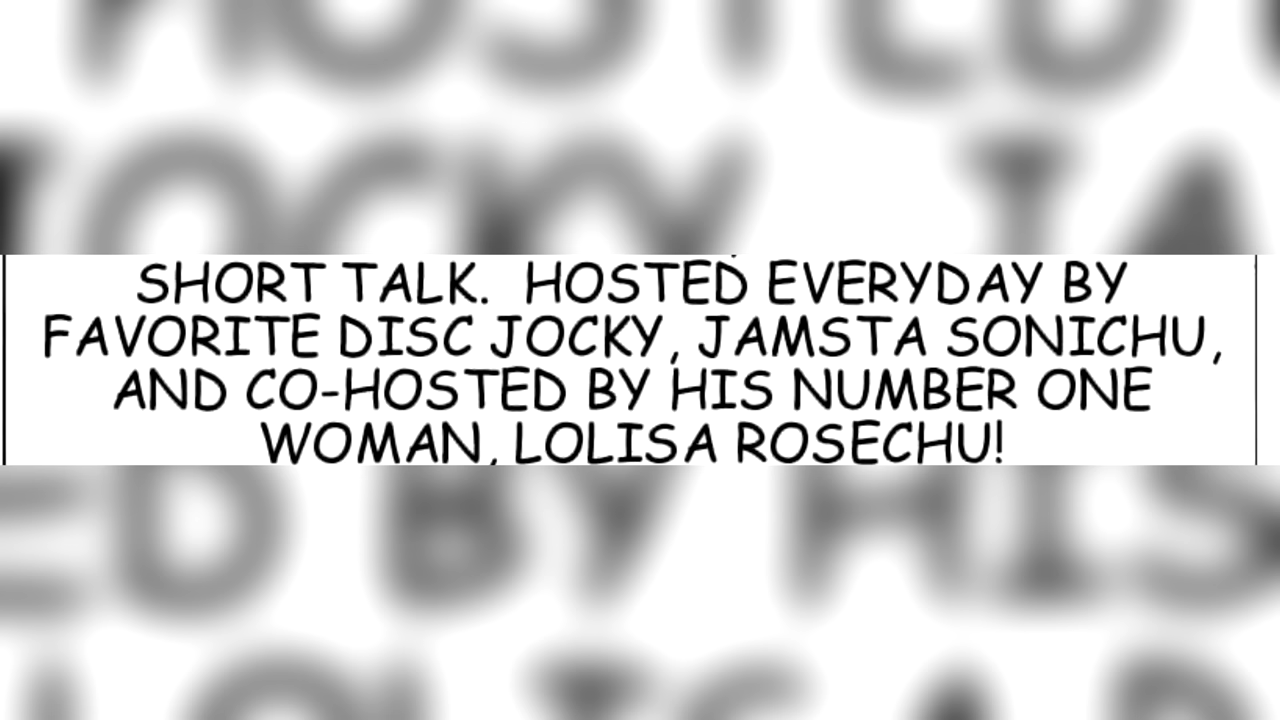 SHORT TALK.  HOSTED EVERYDAY BY
FAVORITE DISC JOCKY, JAMSTA SONICHU,
AND CO-HOSTED BY HIS NUMBER ONE
WOMAN, LOLISA ROSECHU!